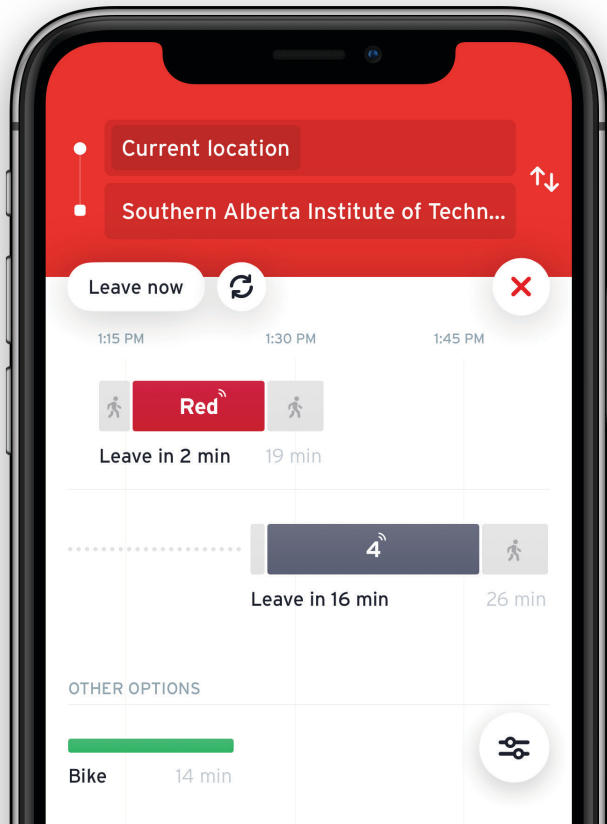 Current location
Southern Alberta Institute of Techn...
Leave now
1:15 PM 1:30 PM 1:45 PM
Red
Leave in 2 min 19 min
4
Leave in 16 min 26 min
OTHER OPTIONS
Bike 14 min